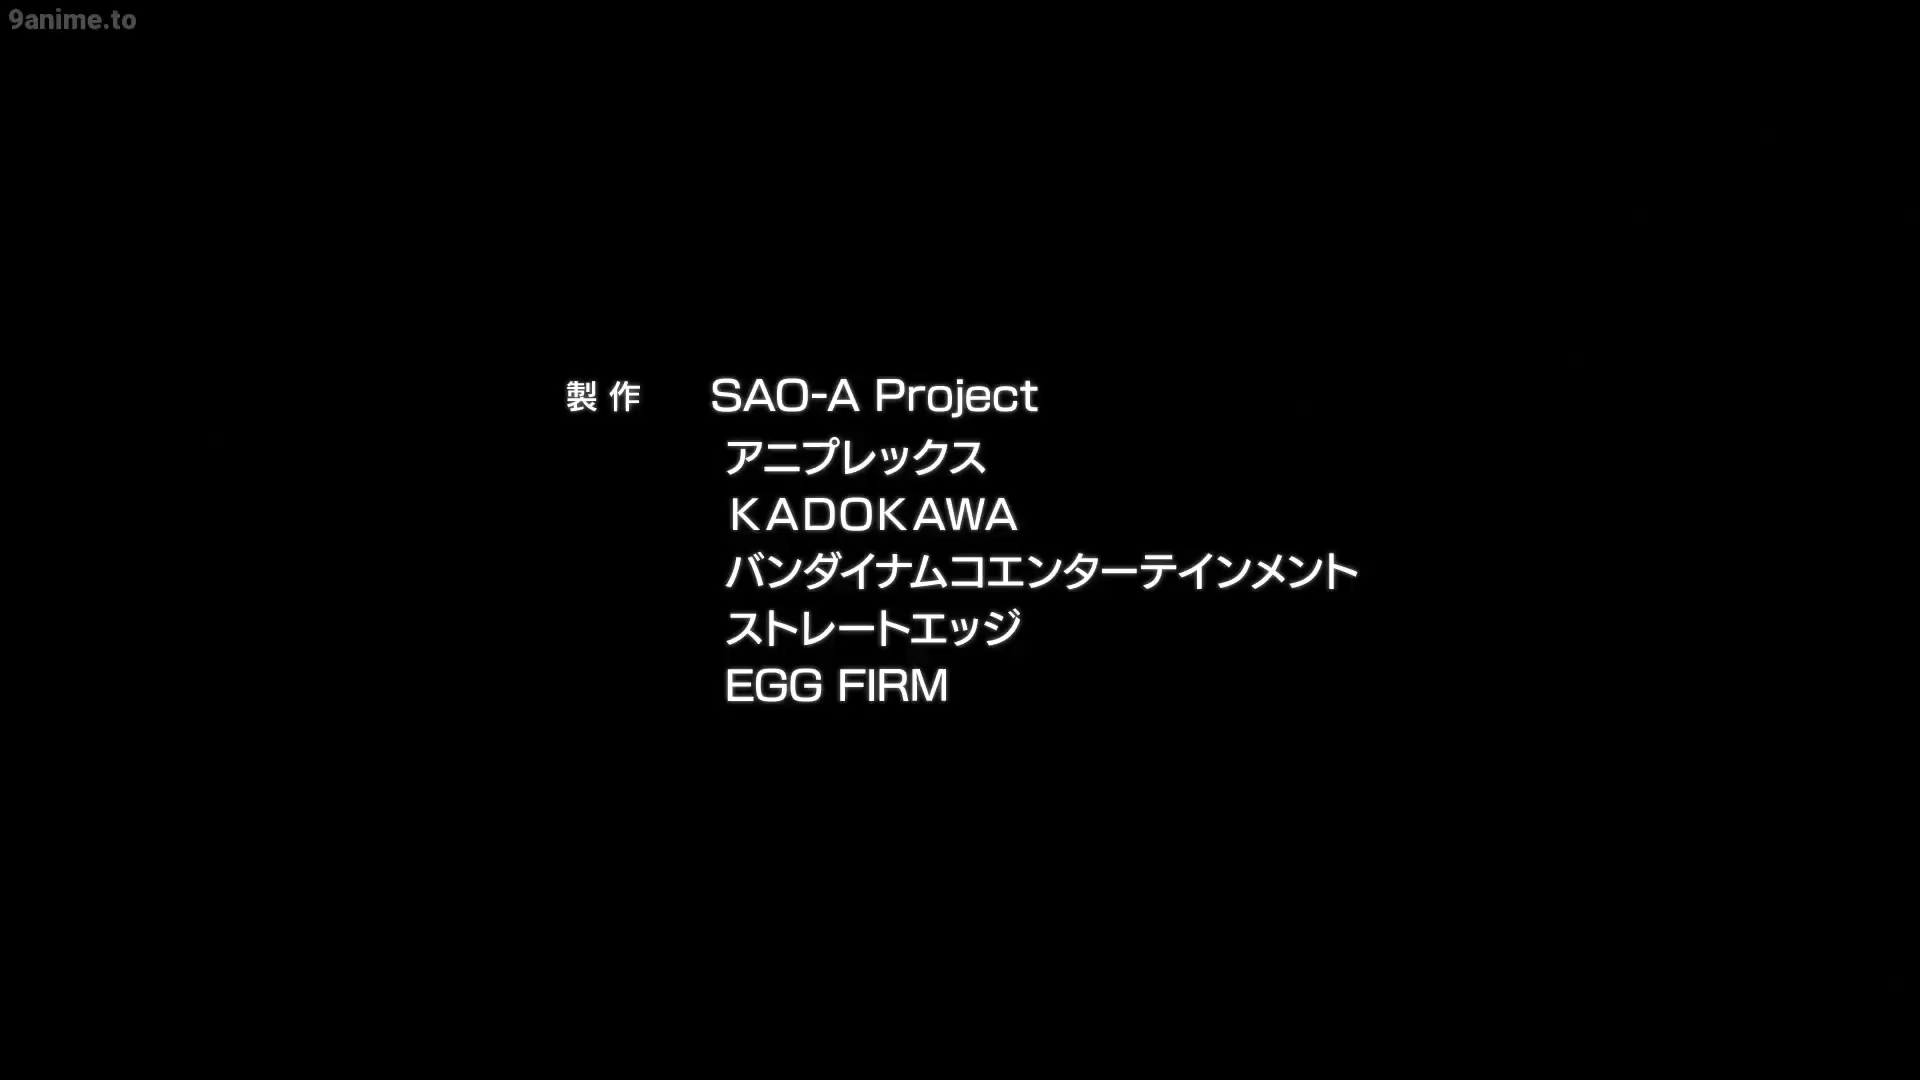 9anime.to
製作 SAO-A Project
アニプレックス
KADOKAWA
バンダイナムコエンターテインメント
ストレートエッジ
EGG FIRM